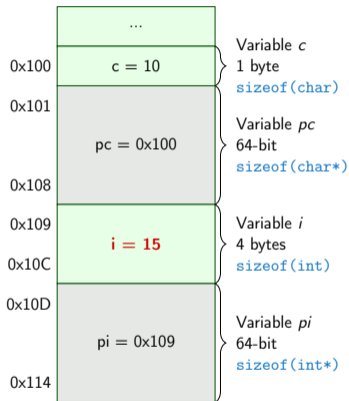 ...
Variable c
0x100
c = 10
1 byte
sizeof(char)
0x101
Variable pc
pc = 0x100
64-bit
sizeof(char*)
0x108
0x109
Variable i
i = 15
4 bytes
0x10C
sizeof(int)
0x10D
Variable pi
pi = 0x109
64-bit
sizeof(int*)
0x114